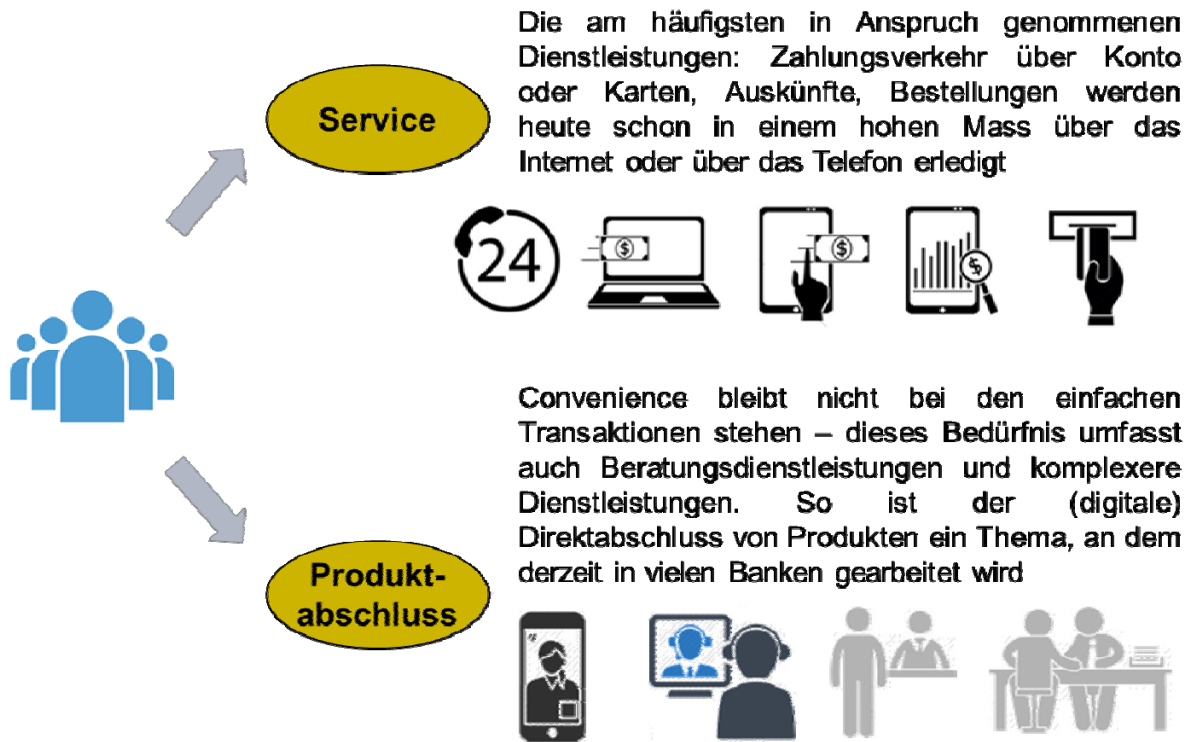 Service
Die am häufigsten in Anspruch genommenen
Dienstleistungen: Zahlungsverkehr über Konto
oder Karten, Auskünfte, Bestellungen werden
heute schon in einem hohen Mass über das
Internet oder über das Telefon erledigt
24
$
$
$
Produkt-
abschluss
Convenience bleibt nicht bei den einfachen
Transaktionen stehen – dieses Bedürfnis umfasst
auch Beratungsdienstleistungen und komplexere
Dienstleistungen. So ist der (digitale)
Direktabschluss von Produkten ein Thema, an dem
derzeit in vielen Banken gearbeitet wird